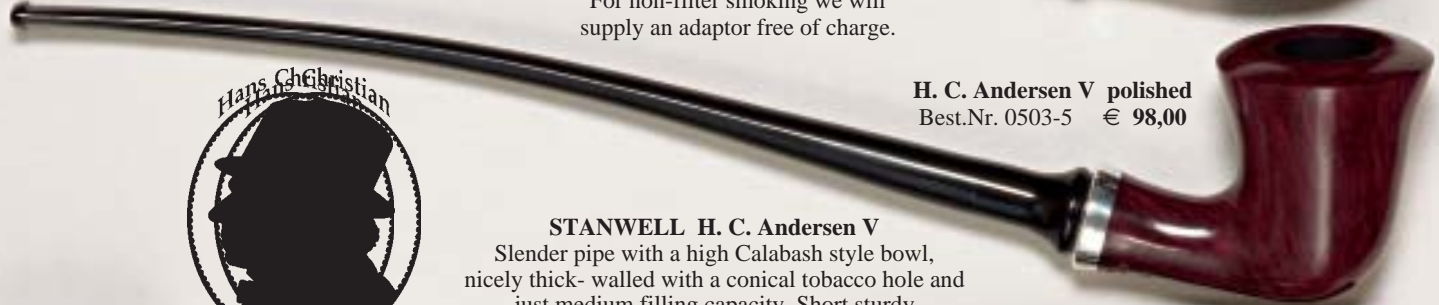 For non-filter smoking we will
supply an adaptor free of charge.
Hans Christian
H. C. Andersen V polished
Best.Nr. 0503-5 € 98,00
STANWELL H. C. Andersen V
Slender pipe with a high Calabash style bowl,
nicely thick- walled with a conical tobacco hole and
just medium filling capacity. Short sturdy